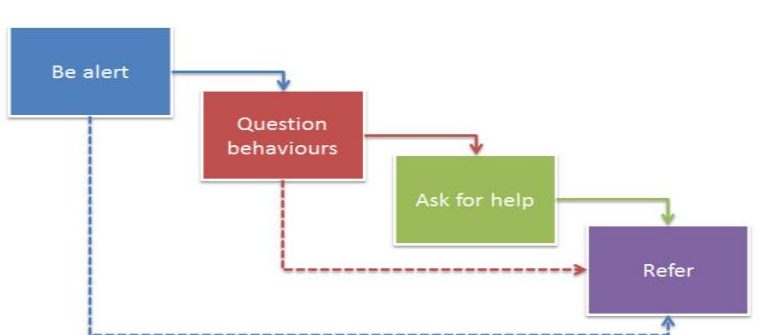 Be alert
Question
behaviours
Ask for help
Refer